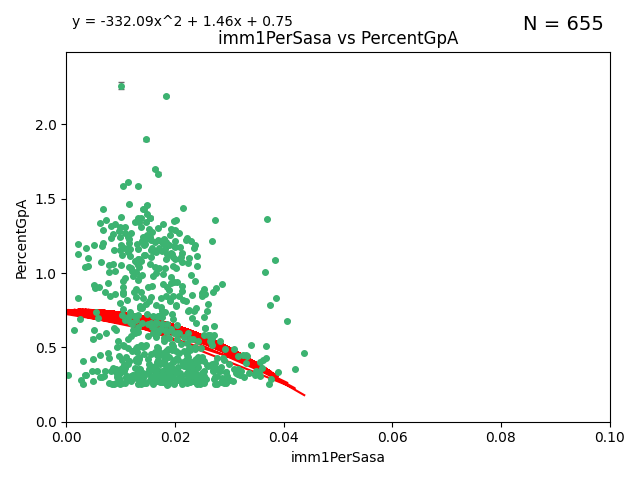 y = -332.09x^2 + 1.46x + 0.75
N = 655
imm1PerSasa vs PercentGpA
PercentGpA
2.0
1.5
1.0
0.5
0.0
0.00 0.02 0.04 0.06 0.08 0.10
imm1PerSasa